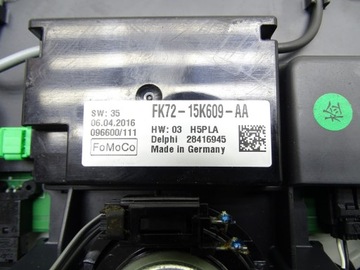 SW: 35
06.04.2016
096600/111
FoMoCo
FK72-15K609-AA
HW: 03 H5PLA
Delphi 28416945
Made in Germany
检